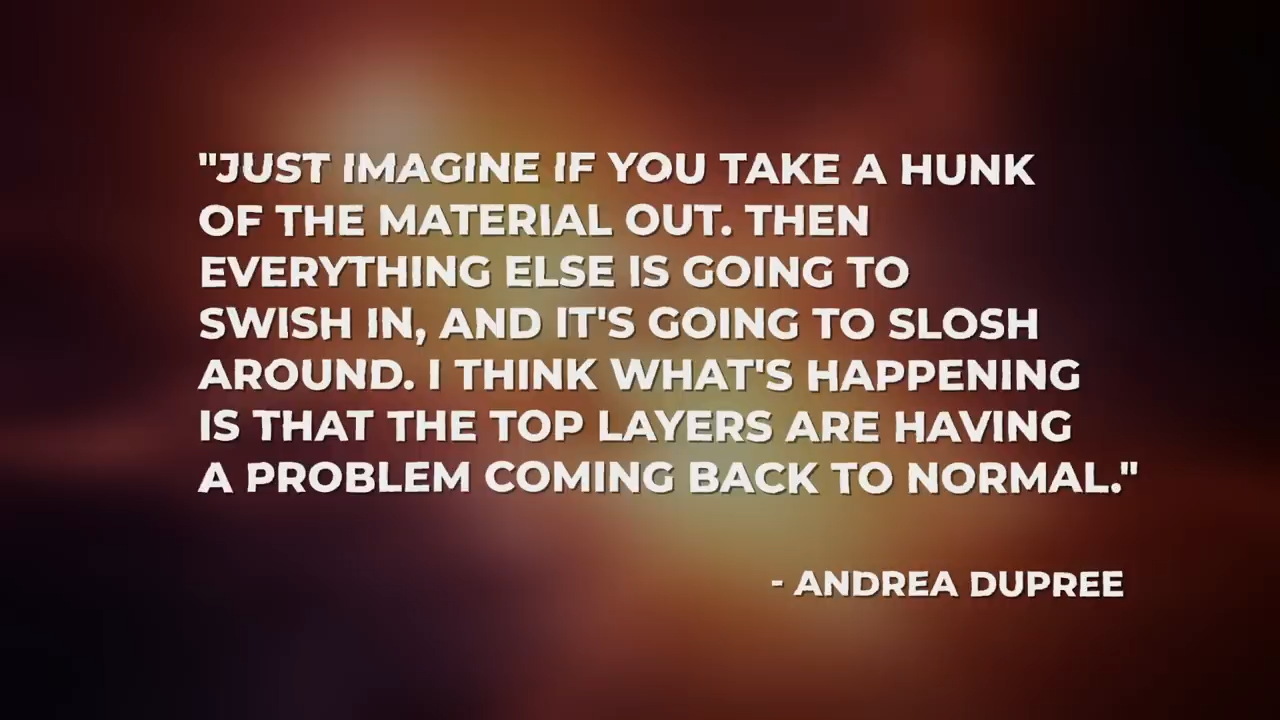 "JUST IMAGINE IF YOU TAKE A HUNK
OF THE MATERIAL OUT. THEN
EVERYTHING ELSE IS GOING TO
SWISH IN, AND IT'S GOING TO SLOSH
AROUND. I THINK WHAT'S HAPPENING
IS THAT THE TOP LAYERS ARE HAVING
A PROBLEM COMING BACK TO NORMAL."
- ANDREA DUPREE